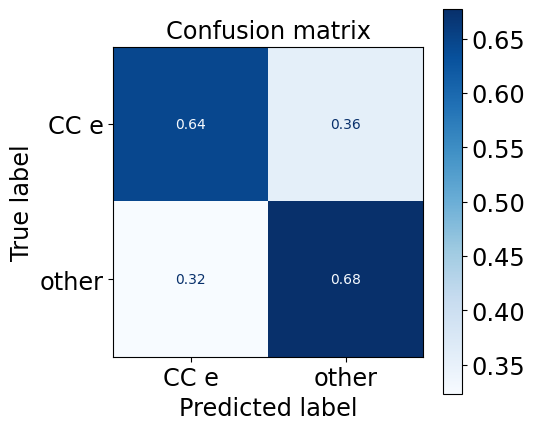 Confusion matrix
CC e
0.64
0.36
other
0.32
0.68
True label
CC e
other
Predicted label
0.65
0.60
0.55
0.50
0.45
0.40
0.35